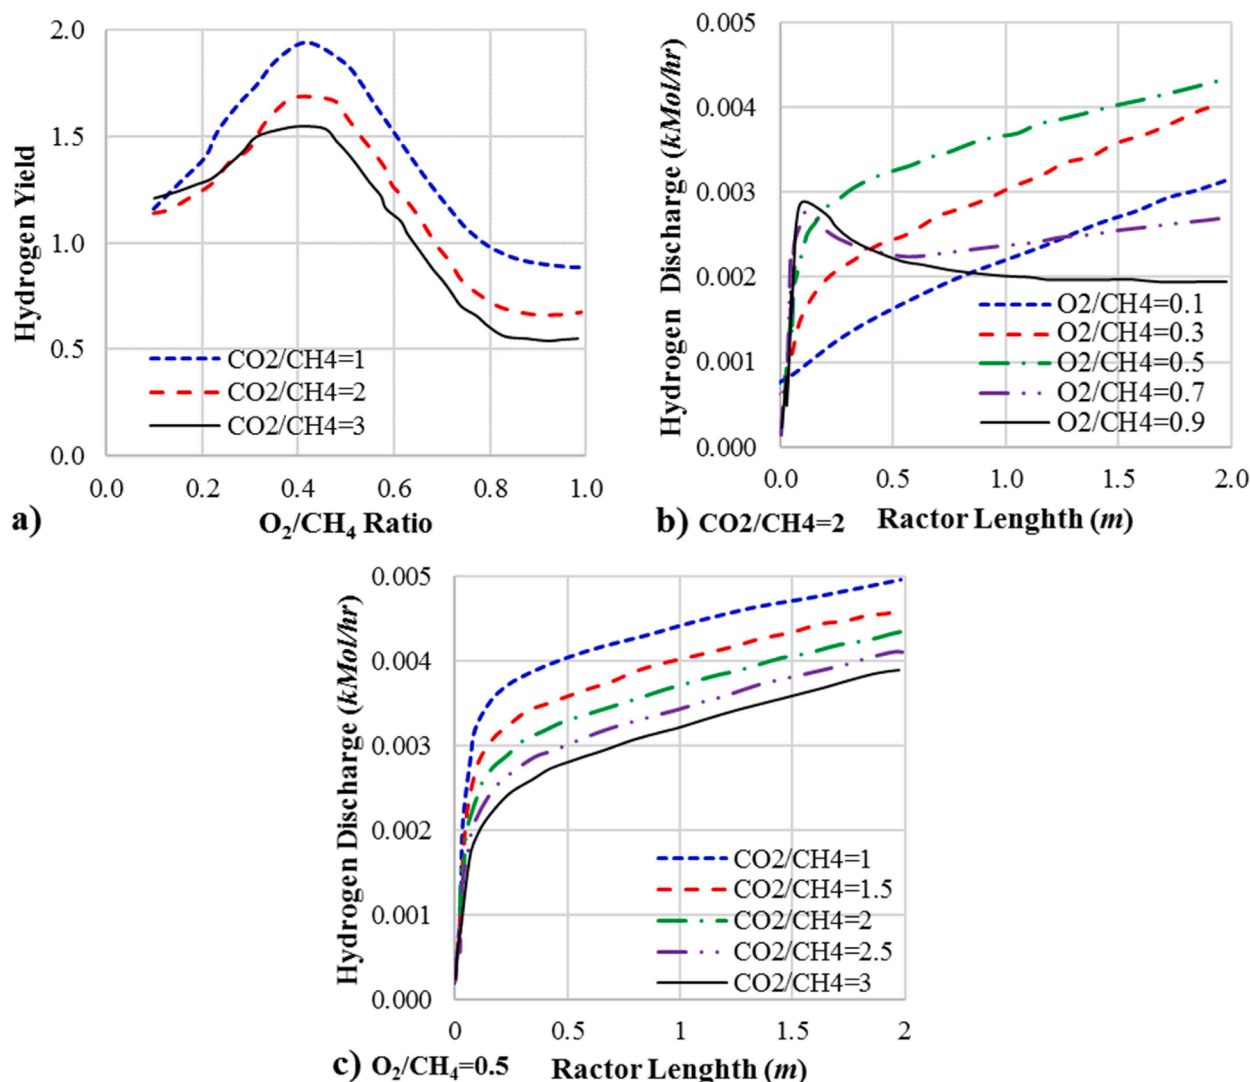 2.0
1.5
1.0
0.5
0.0
Hydrogen Yield
CO2/CH4=1
CO2/CH4=2
CO2/CH4=3
0.0 0.2 0.4 0.6 0.8 1.0
a) O₂/CH₄ Ratio
0.005
0.004
0.003
0.002
0.001
0.000
Hydrogen Discharge (kMol/hr)
O2/CH4=0.1
O2/CH4=0.3
O2/CH4=0.5
O2/CH4=0.7
O2/CH4=0.9
0.0 0.5 1.0 1.5 2.0
b) CO2/CH4=2 Ractor Lenghth (m)
0.005
0.004
0.003
0.002
0.001
0.000
Hydrogen Discharge (kMol/hr)
CO2/CH4=1
CO2/CH4=1.5
CO2/CH4=2
CO2/CH4=2.5
CO2/CH4=3
0 0.5 1 1.5 2
c) O₂/CH₄=0.5 Ractor Lenghth (m)